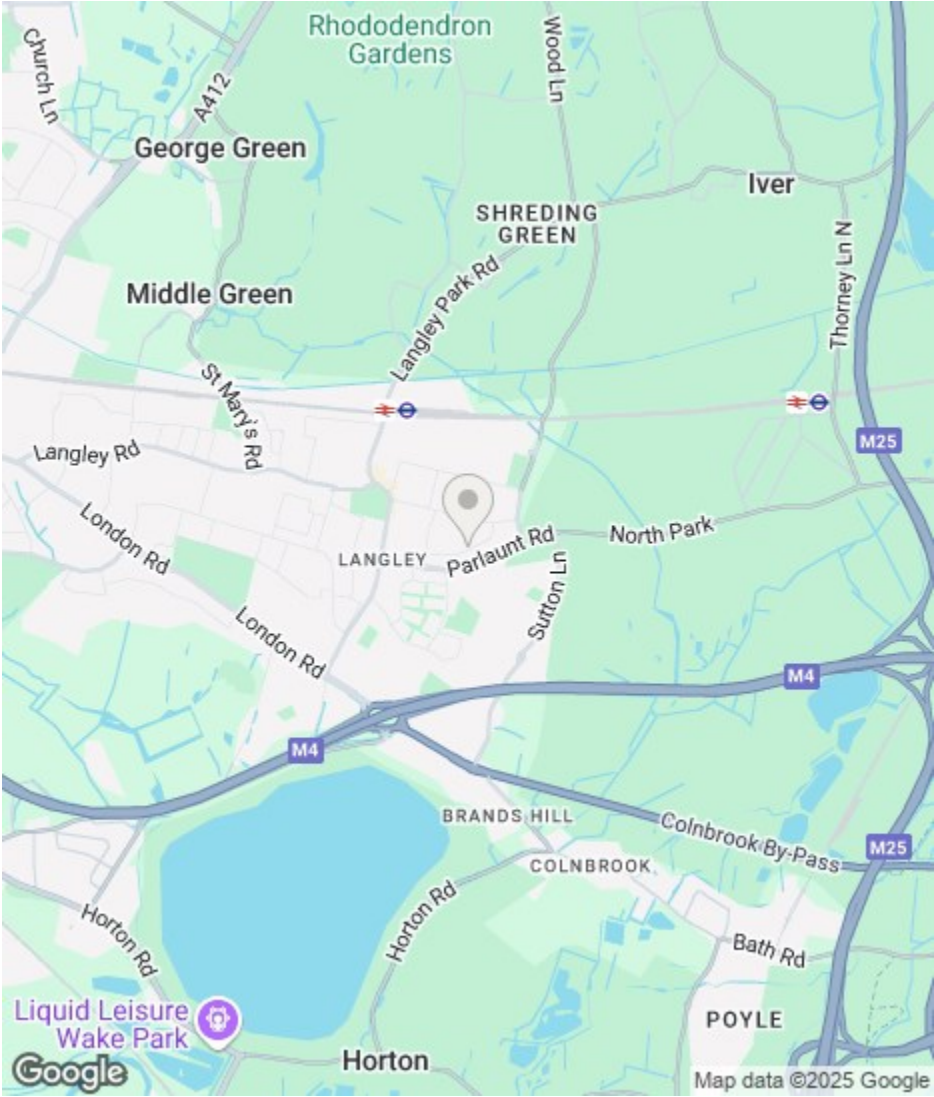 Rhododendron
Gardens
Church Ln
Wood Ln
A412
George Green
Iver
SHREDING
GREEN
Thorney Ln N
Middle Green
Langley Park Rd
St Mary's Rd
M25
Langley Rd
London Rd
North Park
Parlaunt Rd
LANGLEY
Sutton Ln
London Rd
M4
M4
BRANDS HILL
Colnbrook By-Pass
M25
COLNBROOK
Horton Rd
Horton Rd
Bath Rd
Liquid Leisure
Wake Park
POYLE
Horton
Google
Map data ©2025 Google